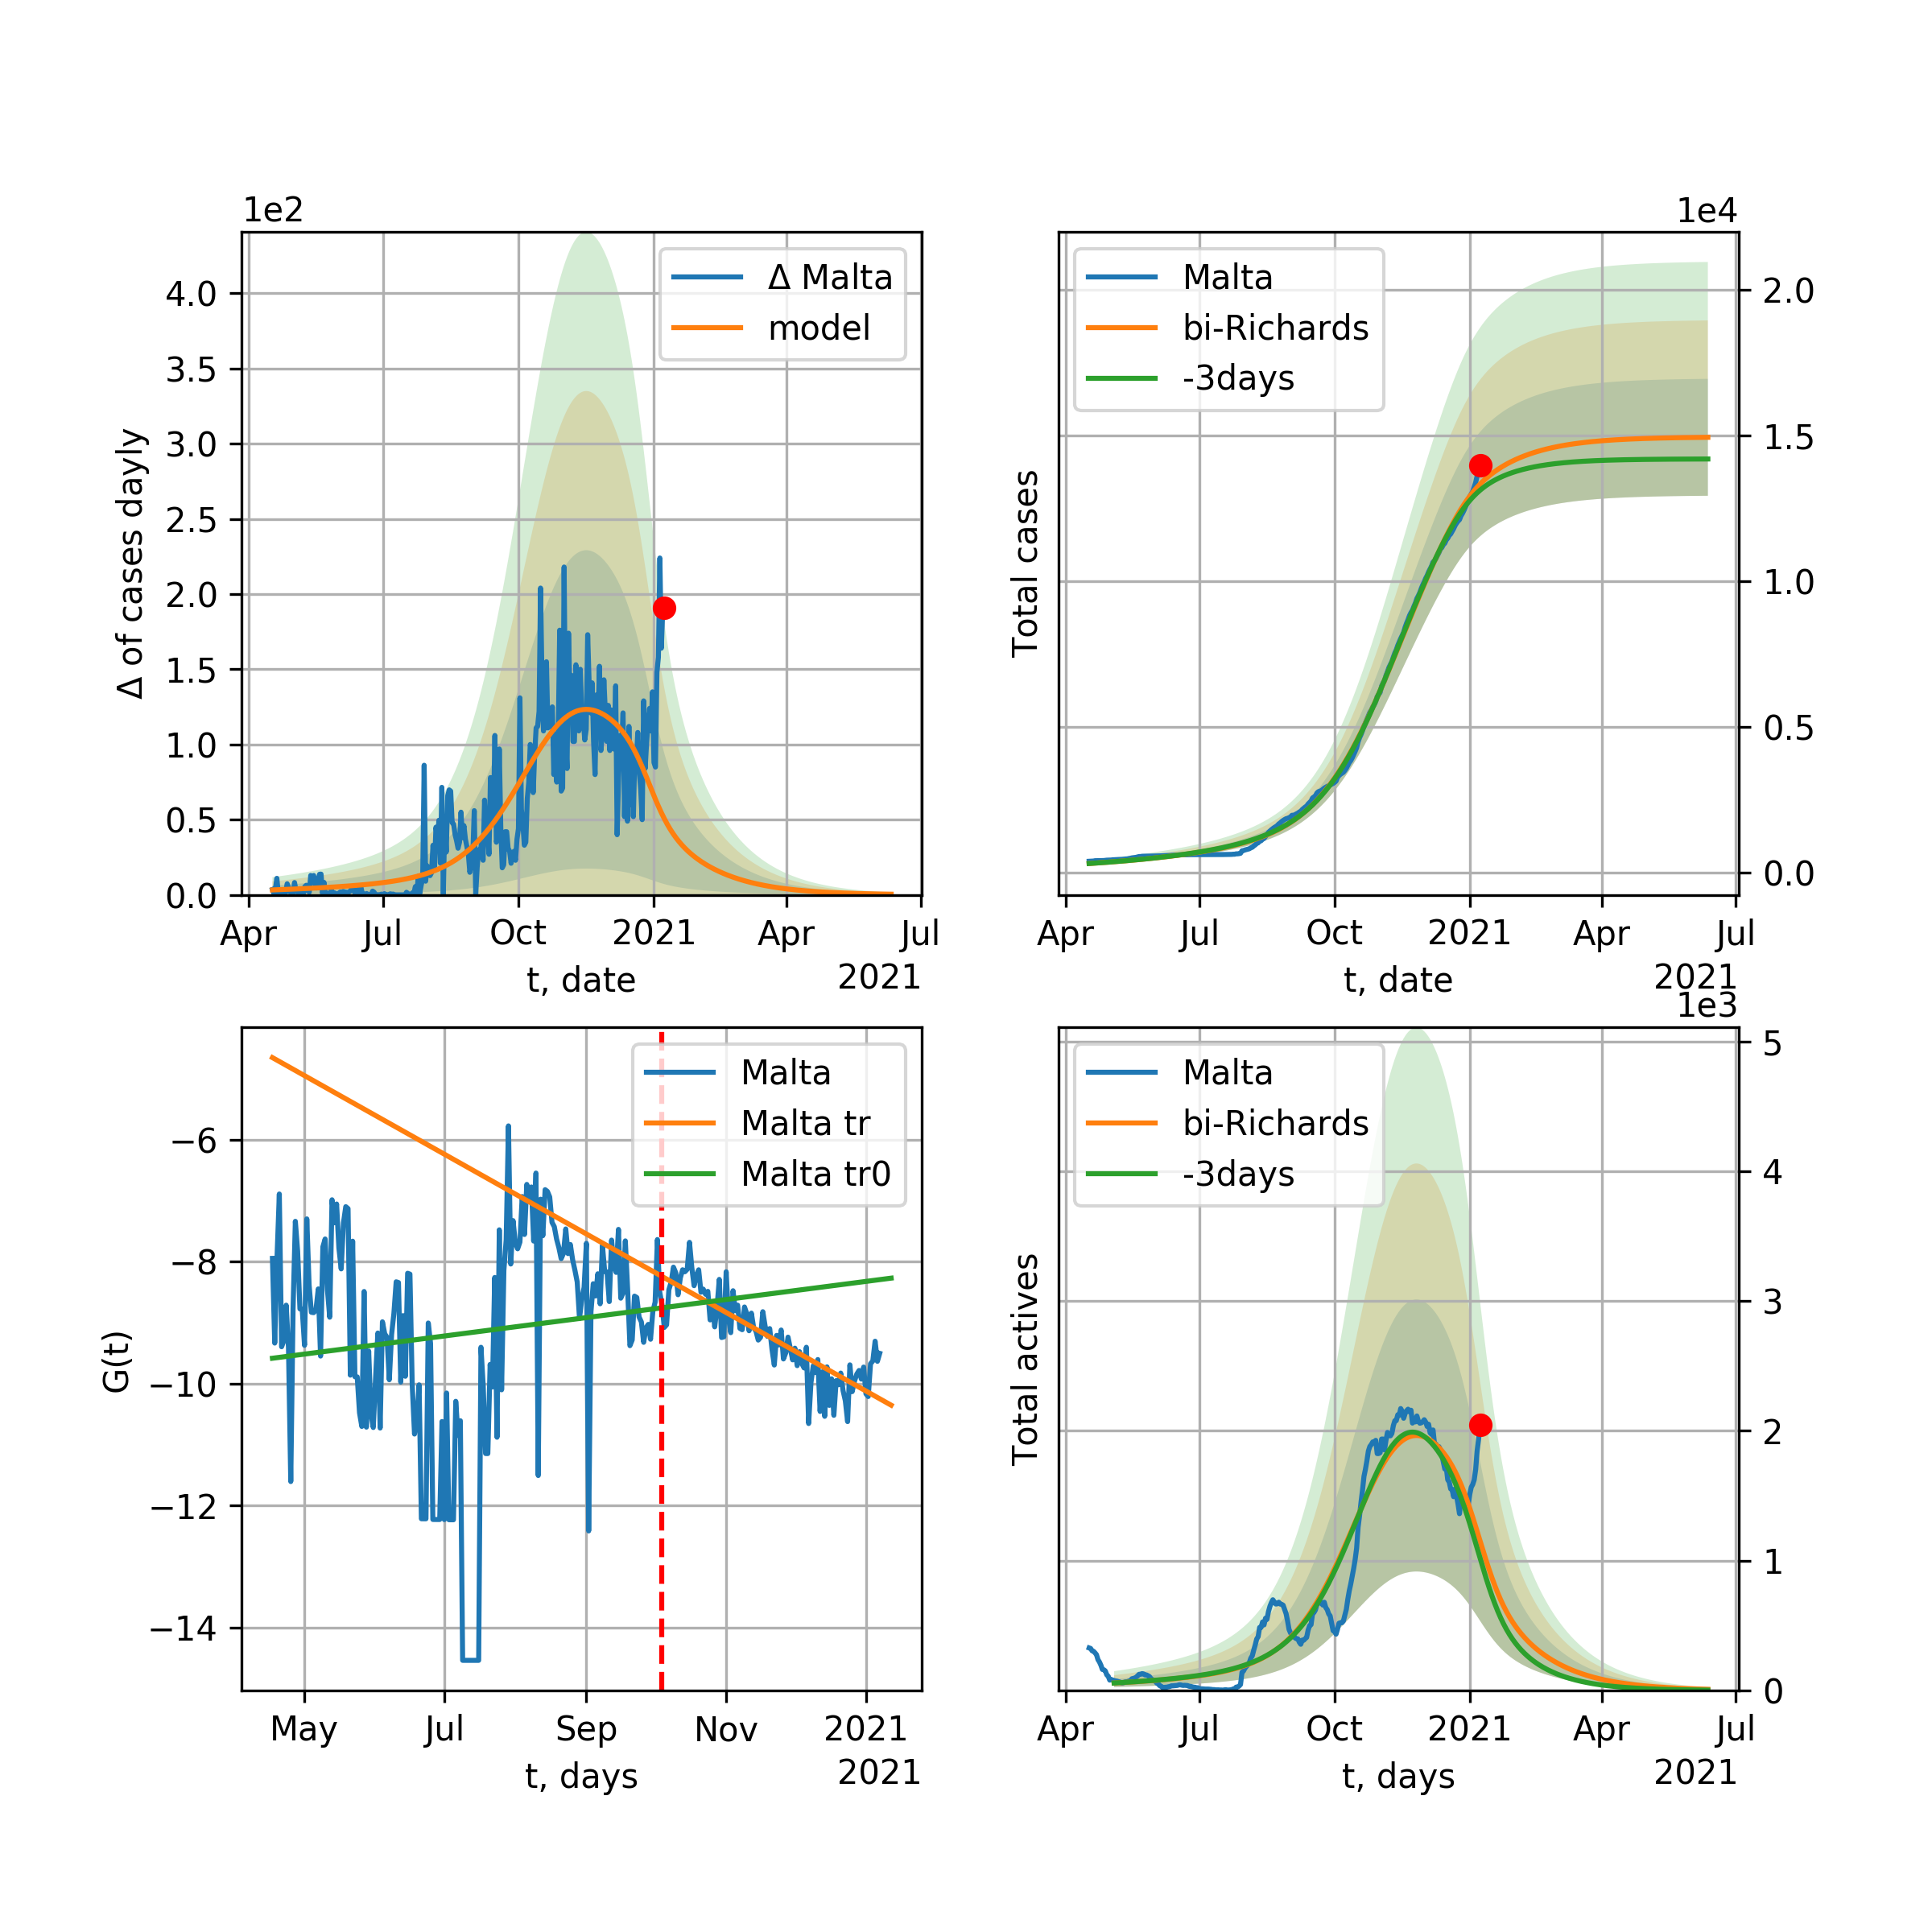 1e2
Δ Malta
model
4.0
3.5
3.0
2.5
2.0
1.5
1.0
0.5
0.0
Δ of cases dayly
Apr Jul Oct 2021 Apr Jul
t, date
2021
1e4
Malta
bi-Richards
-3days
2.0
1.5
1.0
0.5
0.0
Total cases
Apr Jul Oct 2021 Apr Jul
t, date
2021
Malta
Malta tr
Malta tr0
−6
−8
−10
−12
−14
G(t)
May Jul Sep Nov 2021
t, days
2021
1e3
Malta
bi-Richards
-3days
5
4
3
2
1
0
Total actives
Apr Jul Oct 2021 Apr Jul
t, days
2021